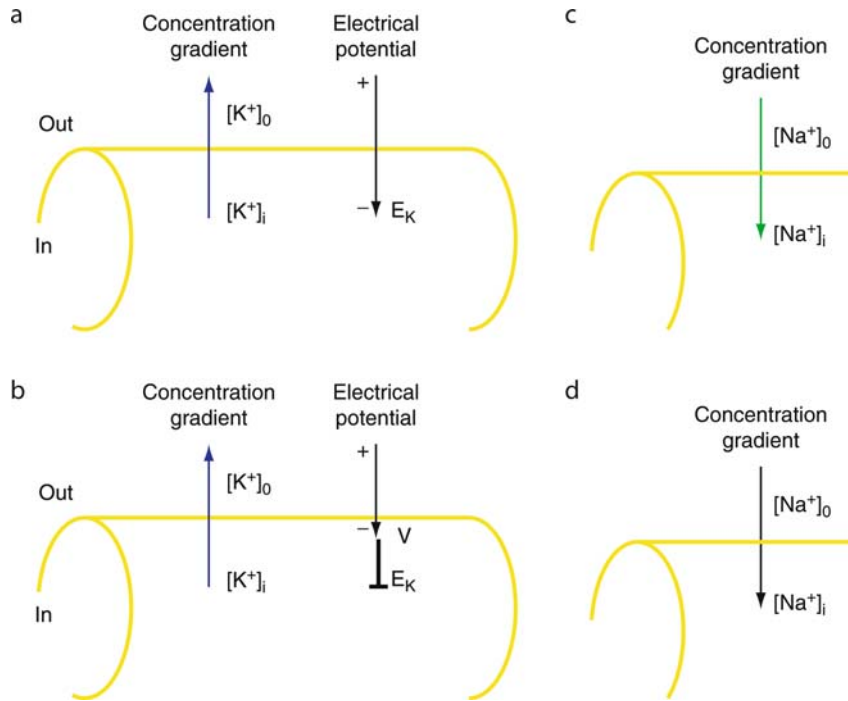 a
Concentration
gradient
Electrical
potential
+
[K+]0
Out
[K+]i
− EK
In
c
Concentration
gradient
[Na+]0
[Na+]i
b
Concentration
gradient
Electrical
potential
+
[K+]0
Out
− V
[K+]i
EK
In
d
Concentration
gradient
[Na+]0
[Na+]i